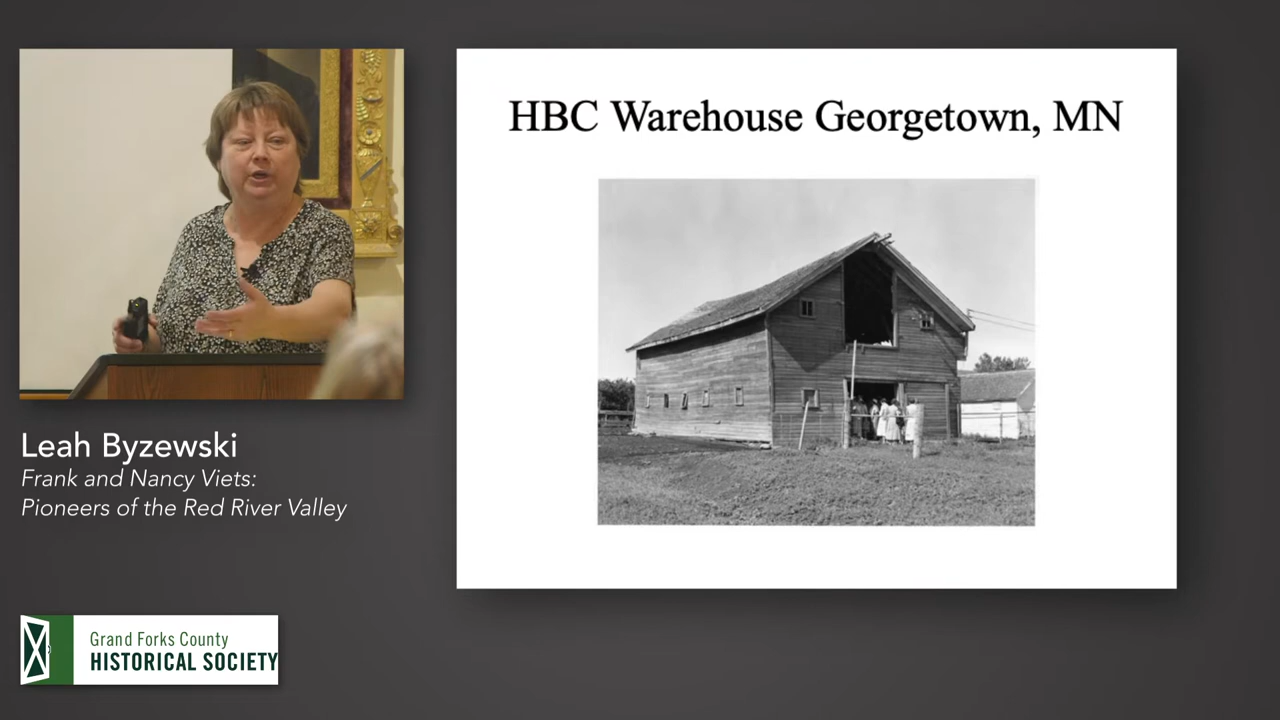 HBC Warehouse Georgetown, MN
Leah Byzewski
Frank and Nancy Viets:
Pioneers of the Red River Valley
Grand Forks County
HISTORICAL SOCIETY